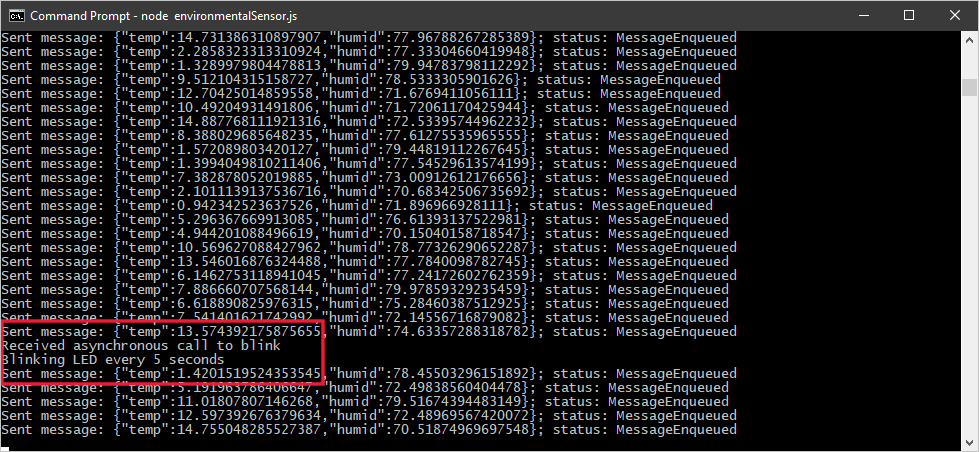 Command Prompt - node  environmentalSensor.js
Sent message: {"temp":14.731386310897907,"humid":77.96788267285389}; status: MessageEnqueued
Sent message: {"temp":2.2858323313310924,"humid":77.33304660419948}; status: MessageEnqueued
Sent message: {"temp":1.3289979804478813,"humid":79.94783798112292}; status: MessageEnqueued
Sent message: {"temp":9.512104315158727,"humid":78.5333305901626}; status: MessageEnqueued
Sent message: {"temp":12.70425014859558,"humid":71.6769411056111}; status: MessageEnqueued
Sent message: {"temp":10.49204931491806,"humid":71.72061170425944}; status: MessageEnqueued
Sent message: {"temp":14.887768111921316,"humid":72.53395744962232}; status: MessageEnqueued
Sent message: {"temp":8.388029685648235,"humid":77.61275535965555}; status: MessageEnqueued
Sent message: {"temp":1.572089803420127,"humid":79.44819112267645}; status: MessageEnqueued
Sent message: {"temp":1.3994049810211406,"humid":77.54529613574199}; status: MessageEnqueued
Sent message: {"temp":7.382878052019885,"humid":73.00912612176656}; status: MessageEnqueued
Sent message: {"temp":2.1011139137536716,"humid":70.68342506735692}; status: MessageEnqueued
Sent message: {"temp":0.942342523637526,"humid":71.896966928111}; status: MessageEnqueued
Sent message: {"temp":5.296367669913085,"humid":76.61393137522981}; status: MessageEnqueued
Sent message: {"temp":4.944201088496619,"humid":70.1504015871854​7}; status: MessageEnqueued
Sent message: {"temp":10.569627088427962,"humid":78.77326290652287}; status: MessageEnqueued
Sent message: {"temp":13.546016876324488,"humid":77.7840098782745}; status: MessageEnqueued
Sent message: {"temp":6.1462753118941045,"humid":77.24172602762359}; status: MessageEnqueued
Sent message: {"temp":7.886660707568144,"humid":79.97859329235459}; status: MessageEnqueued
Sent message: {"temp":6.618890825976315,"humid":75.28460387512925}; status: MessageEnqueued
Sent message: {"temp":7.541401621742992,"humid":72.14556716879082}; status: MessageEnqueued
Sent message: {"temp":13.574392175875655,"humid":74.63357288318782}; status: MessageEnqueued
Received asynchronous call to blink
Blinking LED every 5 seconds
Sent message: {"temp":1.4201519524353545,"humid":78.45503296151892}; status: MessageEnqueued
Sent message: {"temp":5.191963786406647,"humid":72.49838560404478}; status: MessageEnqueued
Sent message: {"temp":11.01807807146268,"humid":79.51674394483149}; status: MessageEnqueued
Sent message: {"temp":12.597392676379634,"humid":72.48969567420072}; status: MessageEnqueued
Sent message: {"temp":14.755048285527387,"humid":70.51874969697548}; status: MessageEnqueued